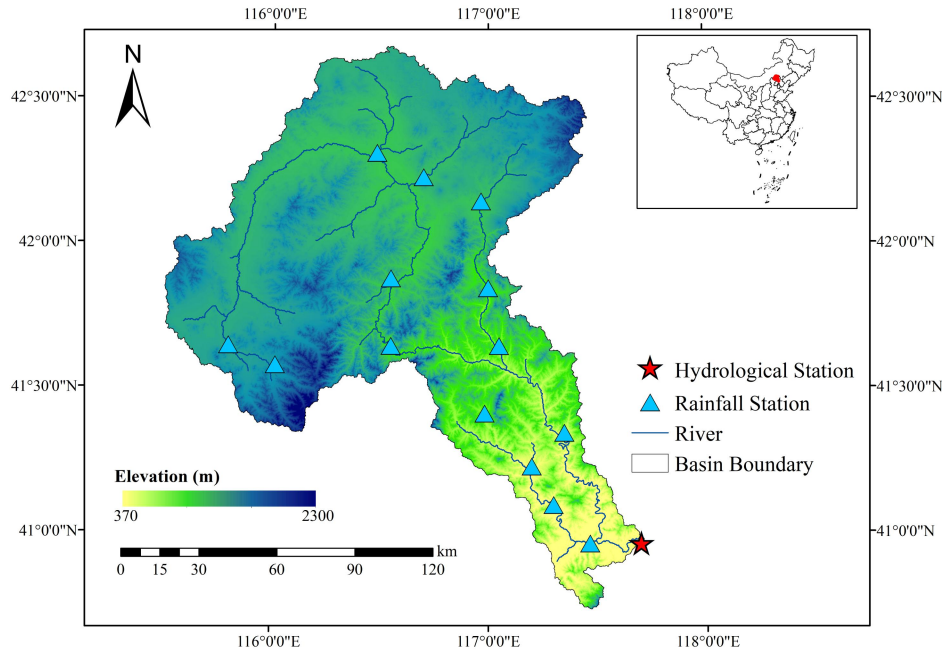 116°0'0"E 117°0'0"E 118°0'0"E
N
42°30'0"N 42°30'0"N
42°0'0"N 42°0'0"N
41°30'0"N 41°30'0"N
Hydrological Station
Rainfall Station
River
Basin Boundary
Elevation (m)
370 2300
41°0'0"N 41°0'0"N
km
0 15 30 60 90 120
116°0'0"E 117°0'0"E 118°0'0"E